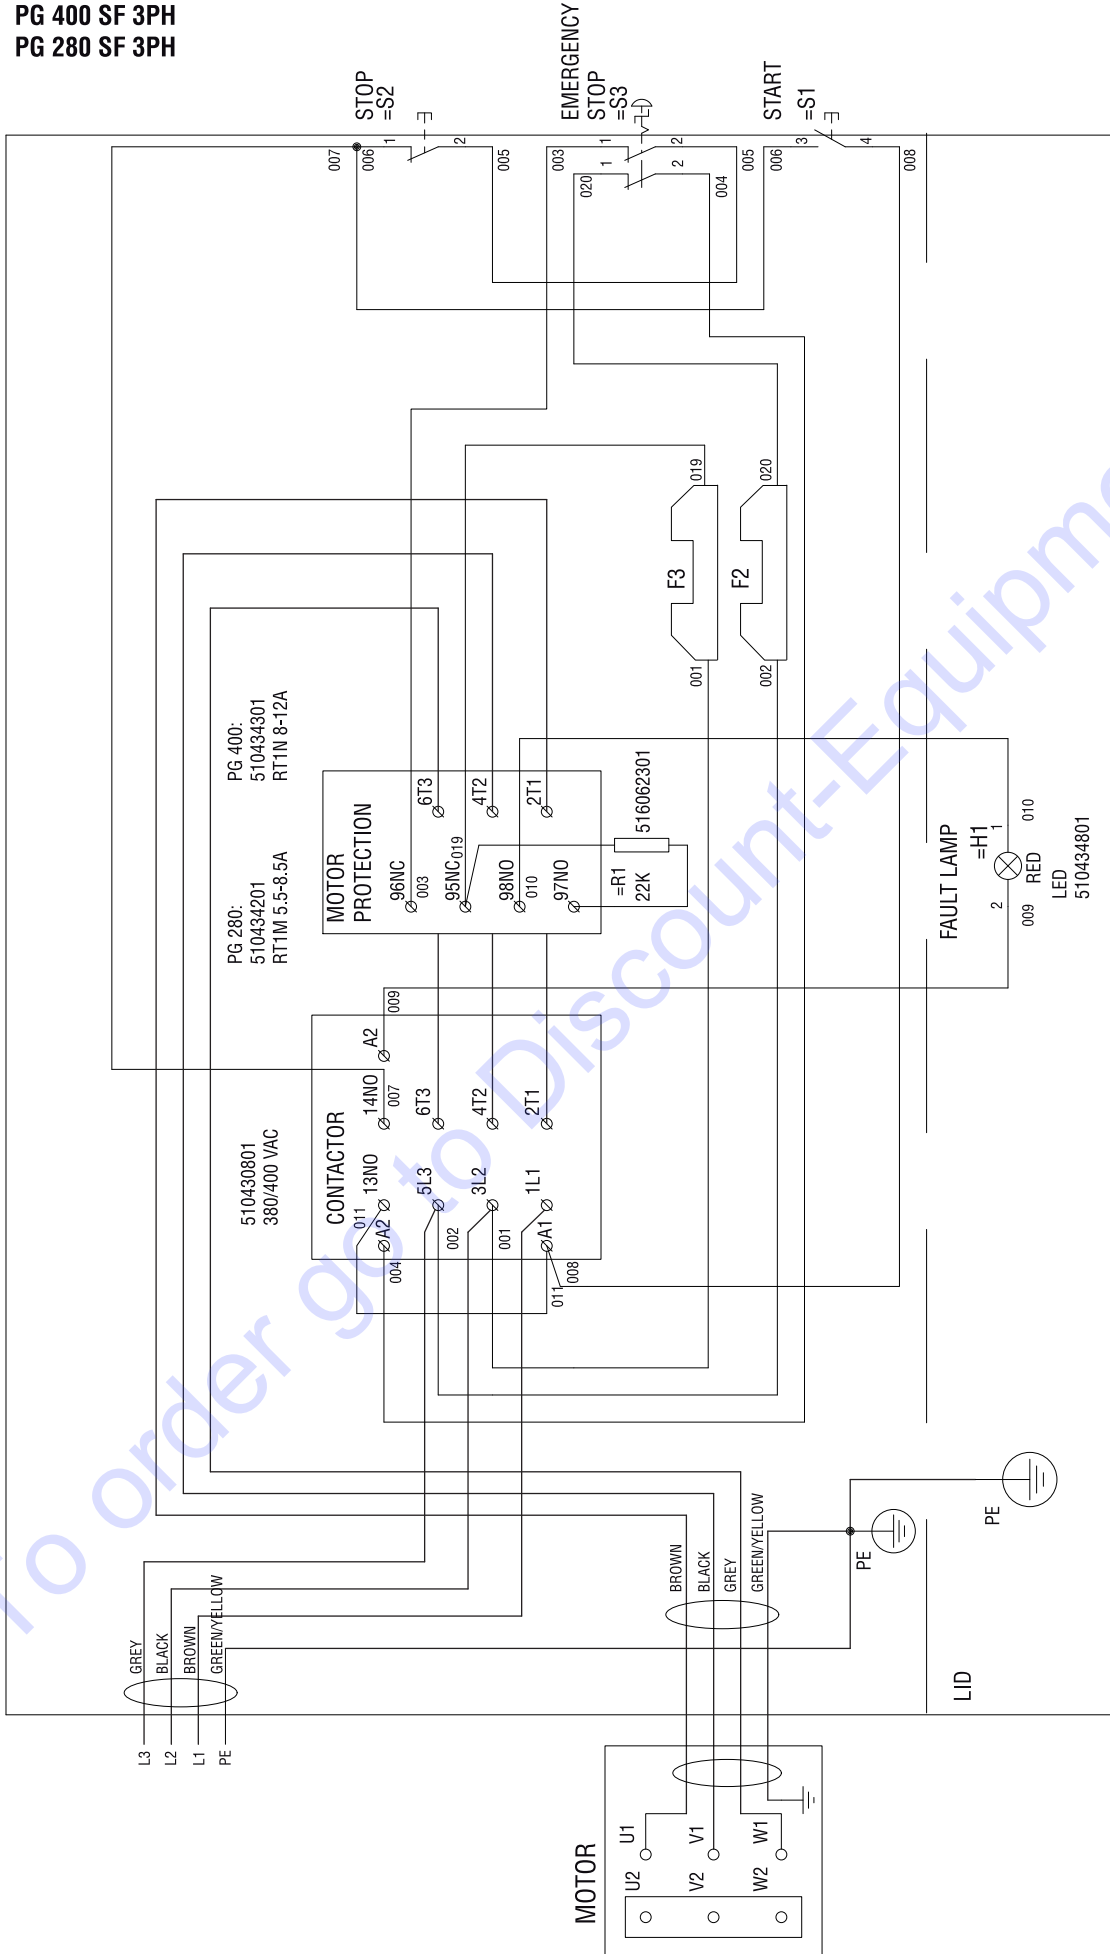 PG 400 SF 3PH
PG 280 SF 3PH
STOP
=S2
1
2
007
006
005
EMERGENCY
STOP
=S3
1
2
1
2
003
020
004
005
START
=S1
3
4
006
008
F3
019
001
F2
020
002
PG 400:
510434301
RT1N 8-12A
PG 280:
510434201
RT1M 5.5-8.5A
MOTOR
PROTECTION
96NC
003
95NC
019
98NO
010
97NO
6T3
4T2
2T1
=R1
22K
516062301
510430801
380/400 VAC
CONTACTOR
13NO
011
14NO
007
A2
009
A2
004
5L3
002
3L2
001
1L1
A1
011
008
6T3
4T2
2T1
FAULT LAMP
=H1
2
1
009
010
RED
LED
510434801
PE
PE
LID
L3
GREY
L2
BLACK
L1
BROWN
PE
GREEN/YELLOW
BROWN
BLACK
GREY
GREEN/YELLOW
MOTOR
U2
U1
V2
V1
W2
W1
To order go to Discount-Equipme